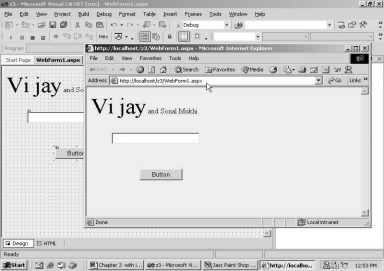 z3 - Microsoft Visual C#.NET [run] - WebForm1.aspx
File Edit View Project Build Debug Format Table Insert Frames Tools Window Help
Debug
Program
Hex
http://localhost/z3/WebForm1.aspx - Microsoft Internet Explorer
File Edit View Favorites Tools Help
Search Favorites Media
Address http://localhost/z3/WebForm1.aspx Go Links »
Start Page WebForm1.aspx
Vi jay and So
Vi jay and Sonal Mukhi
Butto
Button
Done Local intranet
Design HTML
Ready
Start Chapter 3 -with i... z3 - Microsoft V... Jasc Paint Shop ... http://localho... 12:53 PM